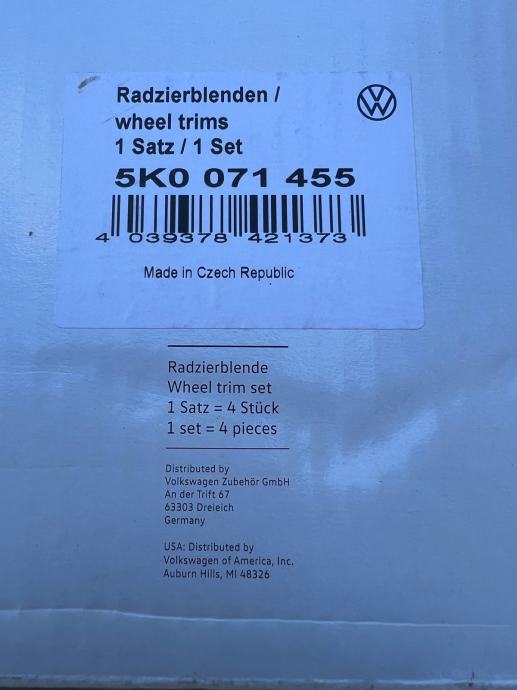 Radzierblenden /
wheel trims
1 Satz / 1 Set
5K0 071 455
4 039378 421373
Made in Czech Republic
Radzierblende
Wheel trim set
1 Satz = 4 Stück
1 set = 4 pieces
Distributed by
Volkswagen Zubehör GmbH
An der Trift 67
63303 Dreieich
Germany
USA: Distributed by
Volkswagen of America, Inc.
Auburn Hills, MI 48326